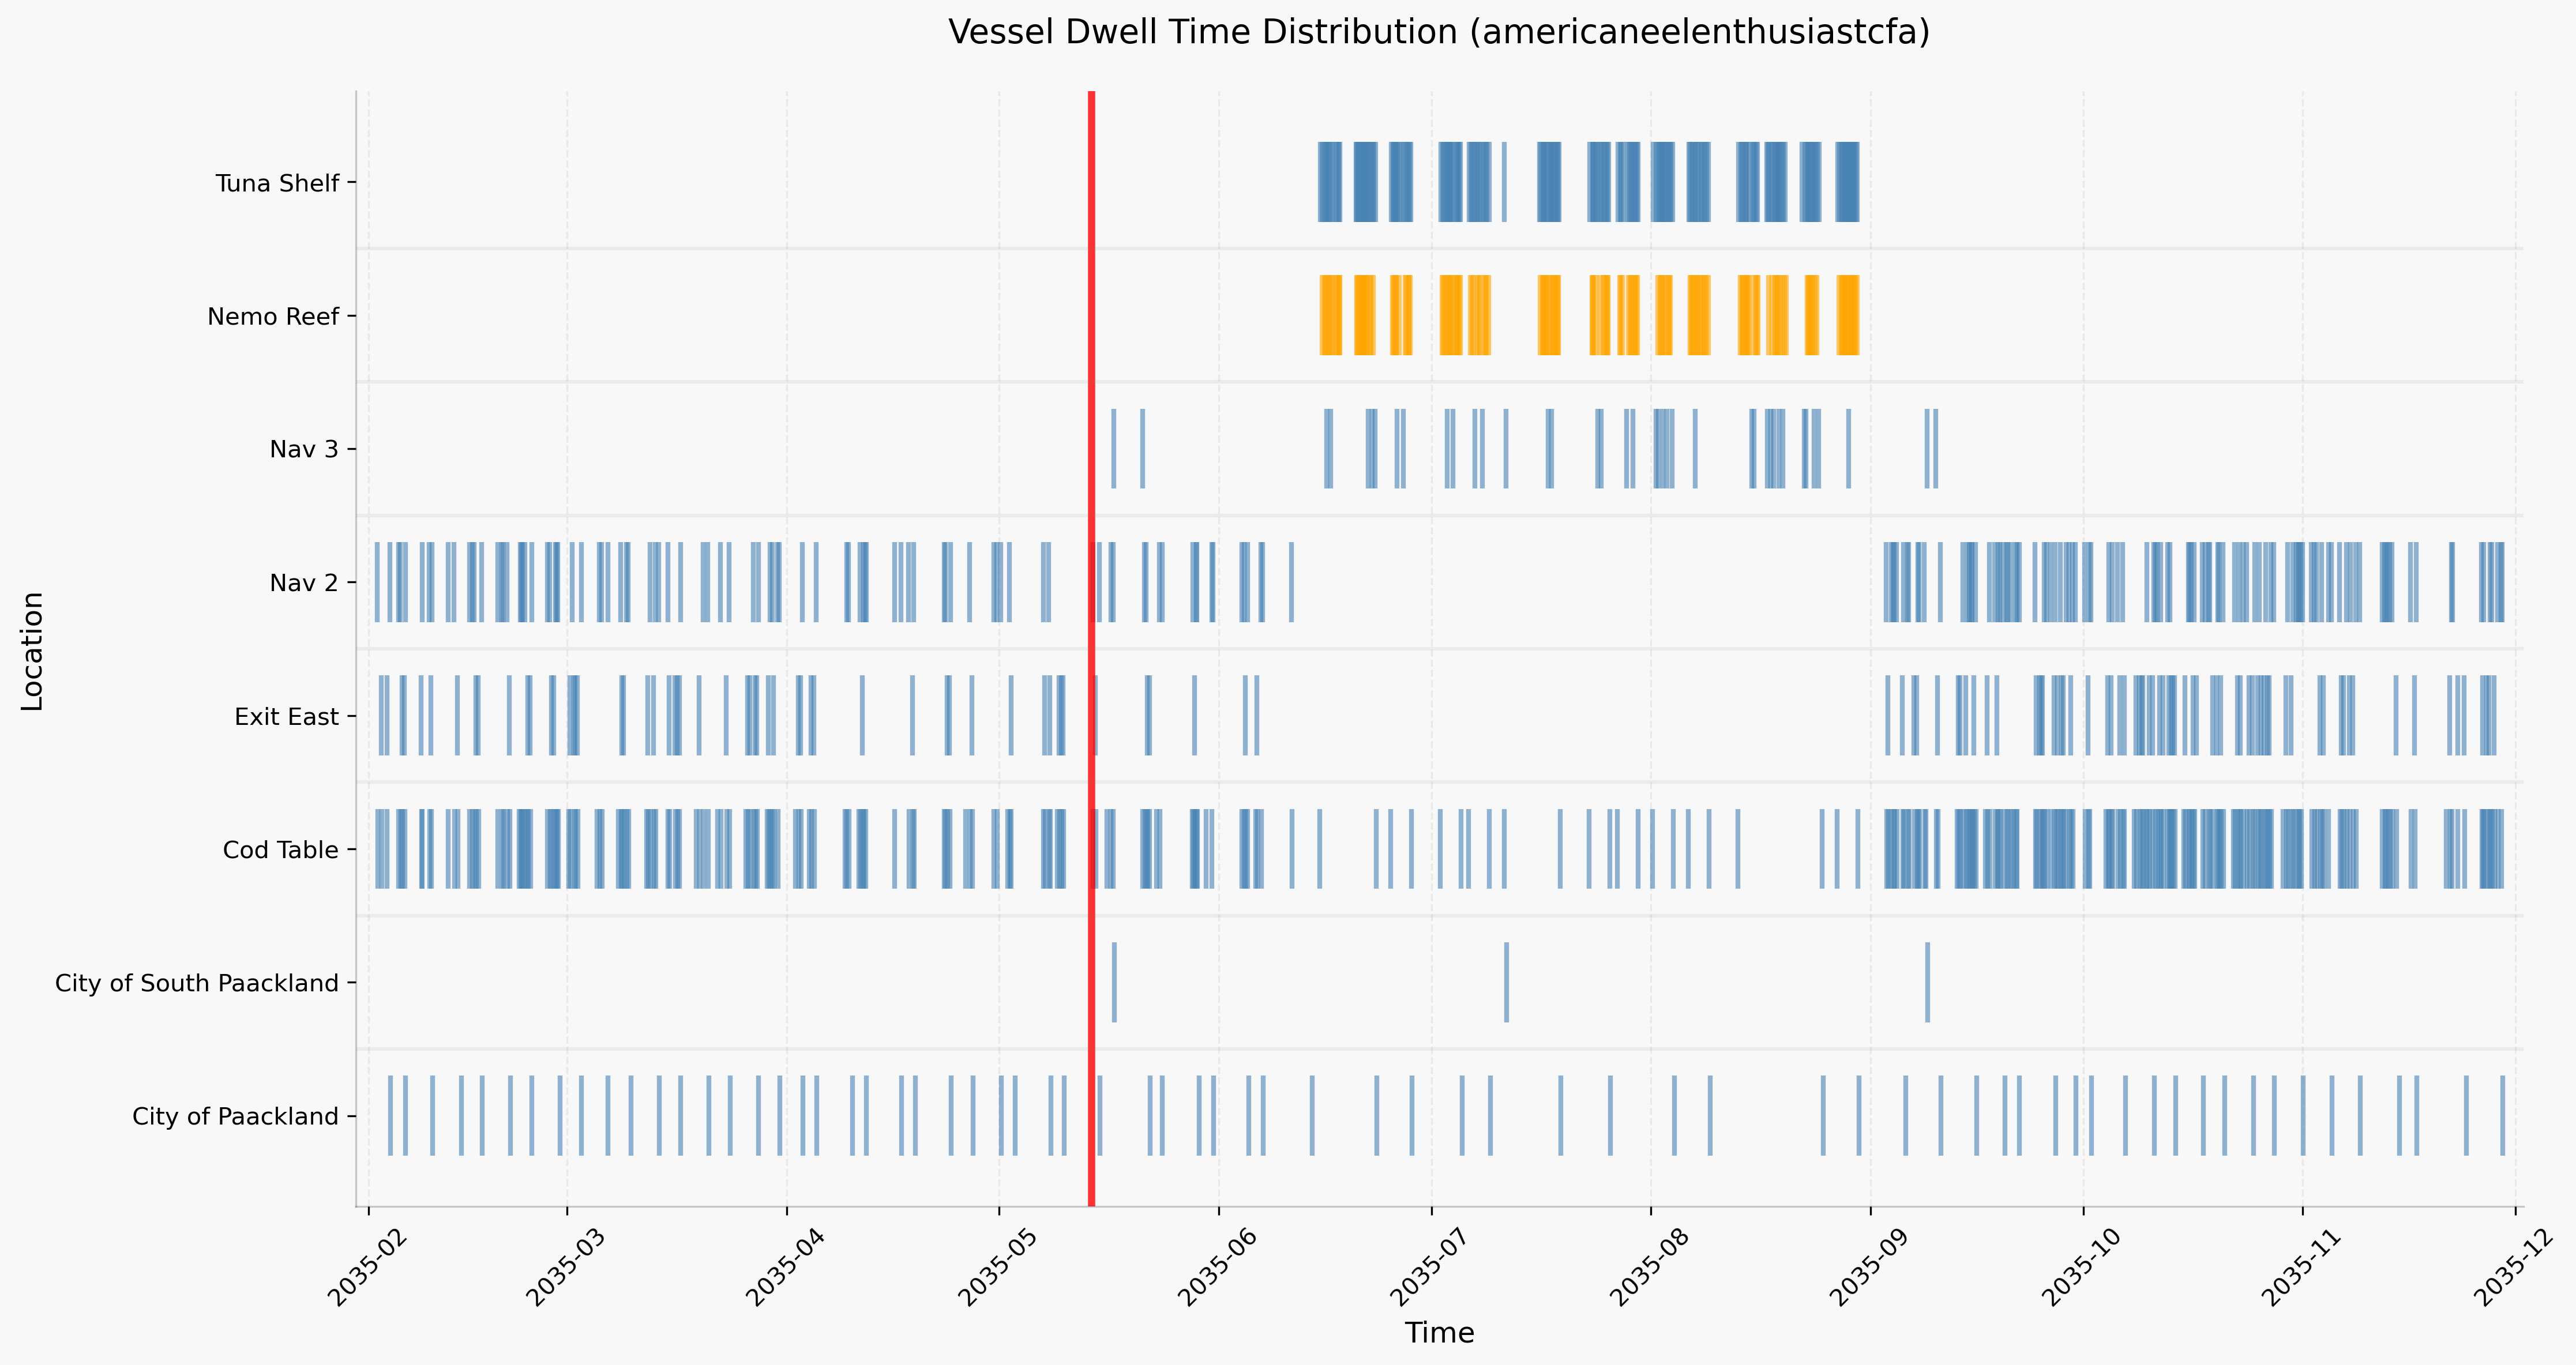 Vessel Dwell Time Distribution (americaneelenthusiastcfa)
Location
Tuna Shelf
Nemo Reef
Nav 3
Nav 2
Exit East
Cod Table
City of South Paackland
City of Paackland
2035-02
2035-03
2035-04
2035-05
2035-06
2035-07
2035-08
2035-09
2035-10
2035-11
2035-12
Time